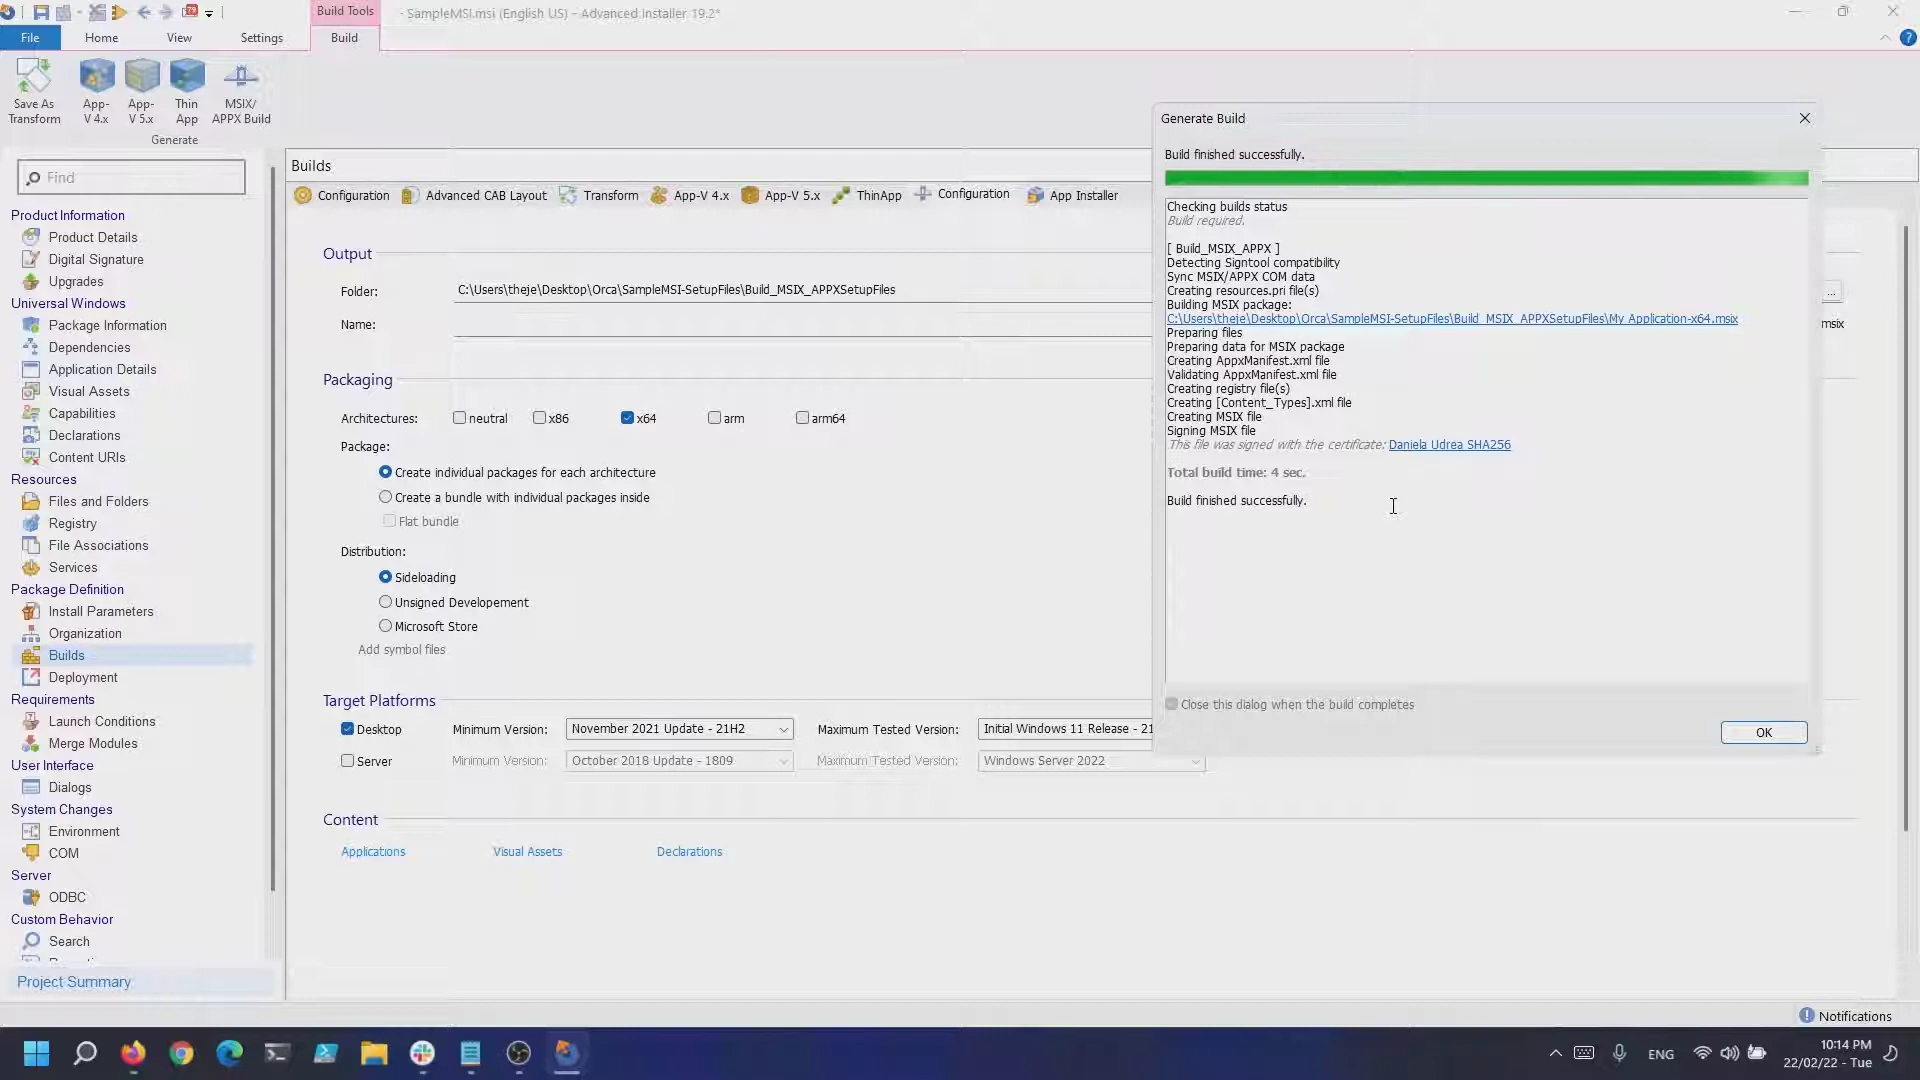 Build Tools
- SampleMSI.msi (English US) - Advanced Installer 19.2*
File
Home
View
Settings
Build
?
Save As
Transform
App-
V 4.x
App-
V 5.x
Thin
App
MSIX/
APPX Build
Generate
Find
Product Information
Product Details
Digital Signature
Upgrades
Universal Windows
Package Information
Dependencies
Application Details
Visual Assets
Capabilities
Declarations
Content URIs
Resources
Files and Folders
Registry
File Associations
Services
Package Definition
Install Parameters
Organization
Builds
Deployment
Requirements
Launch Conditions
Merge Modules
User Interface
Dialogs
System Changes
Environment
COM
Server
ODBC
Custom Behavior
Search
Project Summary
Builds
Configuration
Advanced CAB Layout
Transform
App-V 4.x
App-V 5.x
ThinApp
Configuration
App Installer
Output
Folder:
C:\Users\theje\Desktop\Orca\SampleMSI-SetupFiles\Build_MSIX_APPXSetupFiles
...
Name:
msix
Packaging
Architectures:
neutral
x86
x64
arm
arm64
Package:
Create individual packages for each architecture
Create a bundle with individual packages inside
Flat bundle
Distribution:
Sideloading
Unsigned Developement
Microsoft Store
Add symbol files
Target Platforms
Desktop
Minimum Version:
November 2021 Update - 21H2
Maximum Tested Version:
Initial Windows 11 Release - 21
Server
Minimum Version:
October 2018 Update - 1809
Maximum Tested Version:
Windows Server 2022
Content
Applications
Visual Assets
Declarations
Generate Build
Build finished successfully.
Checking builds status
Build required.
[ Build_MSIX_APPX ]
Detecting Signtool compatibility
Sync MSIX/APPX COM data
Creating resources.pri file(s)
Building MSIX package:
C:\Users\theje\Desktop\Orca\SampleMSI-SetupFiles\Build_MSIX_APPXSetupFiles\My Application-x64.msix
Preparing files
Preparing data for MSIX package
Creating AppxManifest.xml file
Validating AppxManifest.xml file
Creating registry file(s)
Creating [Content_Types].xml file
Creating MSIX file
Signing MSIX file
This file was signed with the certificate: Daniela Udrea SHA256
Total build time: 4 sec.
Build finished successfully.
Close this dialog when the build completes
OK
Notifications
ENG
10:14 PM
22/02/22 - Tue